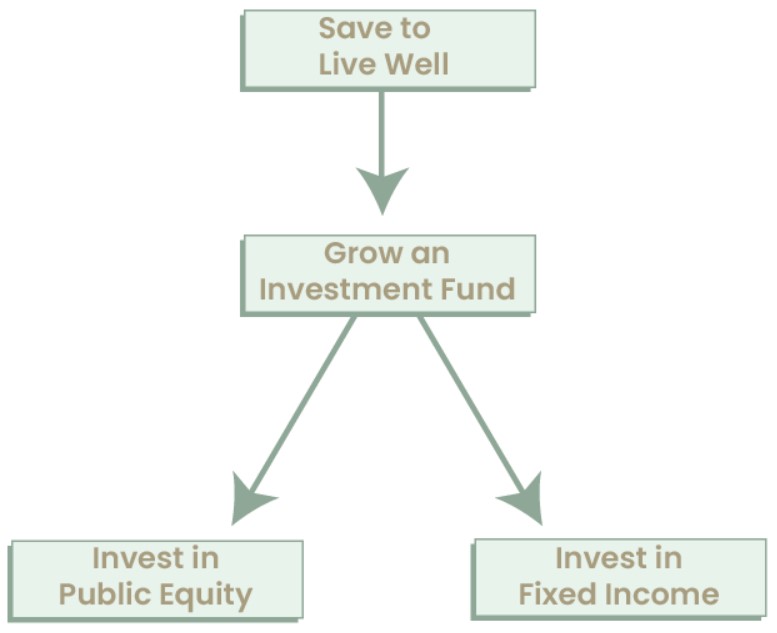 Save to
Live Well
Grow an
Investment Fund
Invest in
Public Equity
Invest in
Fixed Income